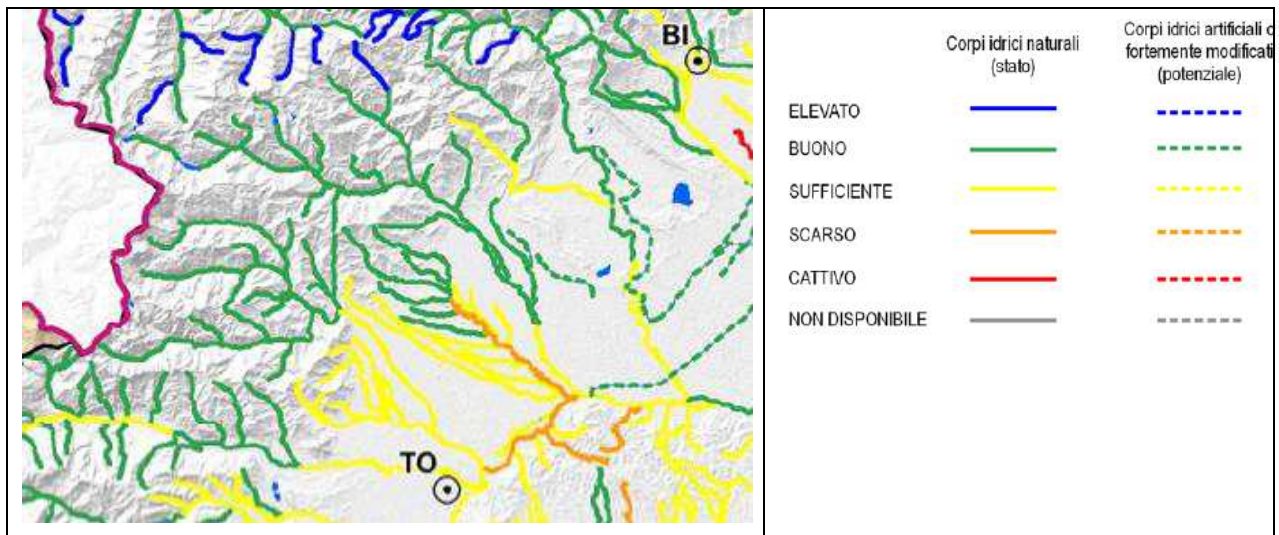 BI
TO
Corpi idrici naturali
(stato)
Corpi idrici artificiali o
fortemente modificati
(potenziale)
ELEVATO
BUONO
SUFFICIENTE
SCARSO
CATTIVO
NON DISPONIBILE